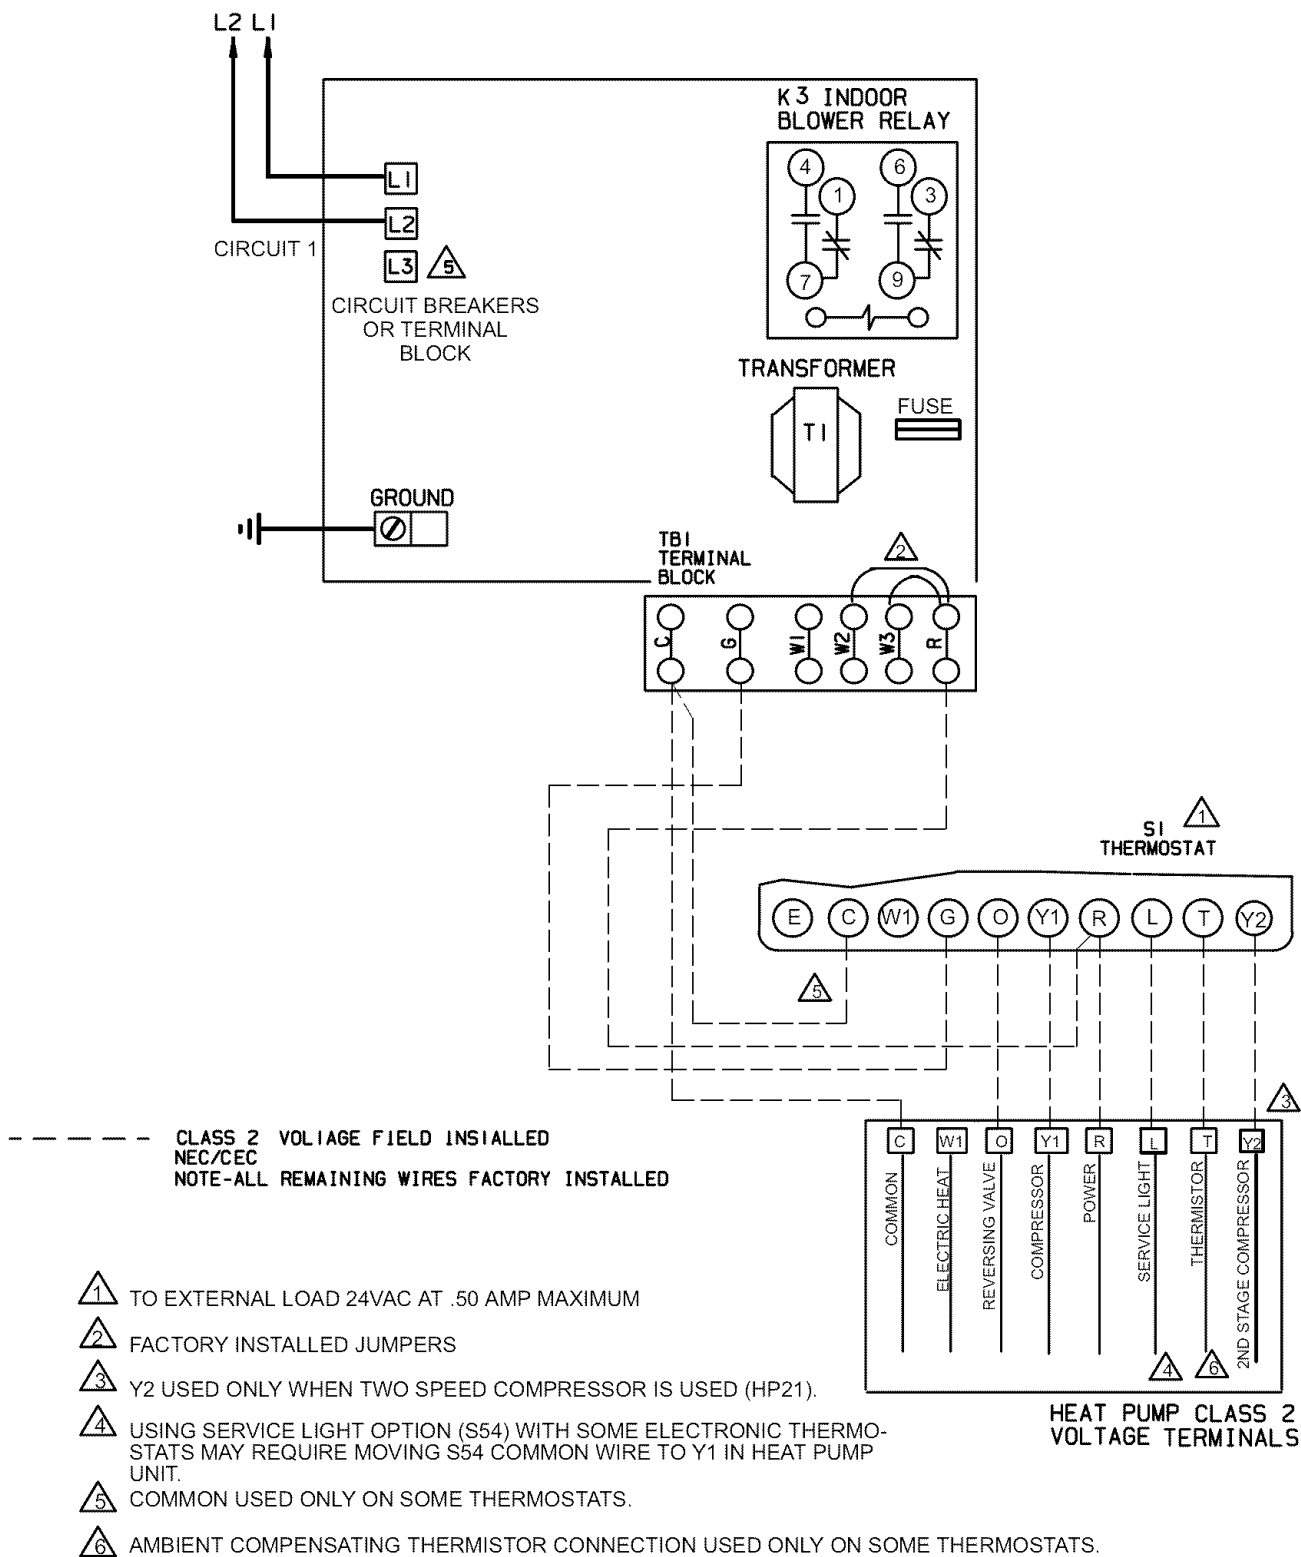 L2 L1
K3 INDOOR
BLOWER RELAY
4
6
1
3
L1
L2
CIRCUIT 1
L3
5
7
9
CIRCUIT BREAKERS
OR TERMINAL
BLOCK
TRANSFORMER
FUSE
T1
GROUND
TB1
TERMINAL
BLOCK
2
C
G
W1
W2
W3
R
S1
THERMOSTAT
1
E
C
W1
G
O
Y1
R
L
T
Y2
5
3
CLASS 2 VOLIAGE FIELD INSIALLED
NEC/CEC
NOTE-ALL REMAINING WIRES FACTORY INSTALLED
C
W1
O
Y1
R
L
T
Y2
COMMON
ELECTRIC HEAT
REVERSING VALVE
COMPRESSOR
POWER
SERVICE LIGHT
THERMISTOR
2ND STAGE COMPRESSOR
4
6
HEAT PUMP CLASS 2
VOLTAGE TERMINALS
1 TO EXTERNAL LOAD 24VAC AT .50 AMP MAXIMUM
2 FACTORY INSTALLED JUMPERS
3 Y2 USED ONLY WHEN TWO SPEED COMPRESSOR IS USED (HP21).
4 USING SERVICE LIGHT OPTION (S54) WITH SOME ELECTRONIC THERMO-
STATS MAY REQUIRE MOVING S54 COMMON WIRE TO Y1 IN HEAT PUMP
UNIT.
5 COMMON USED ONLY ON SOME THERMOSTATS.
6 AMBIENT COMPENSATING THERMISTOR CONNECTION USED ONLY ON SOME THERMOSTATS.